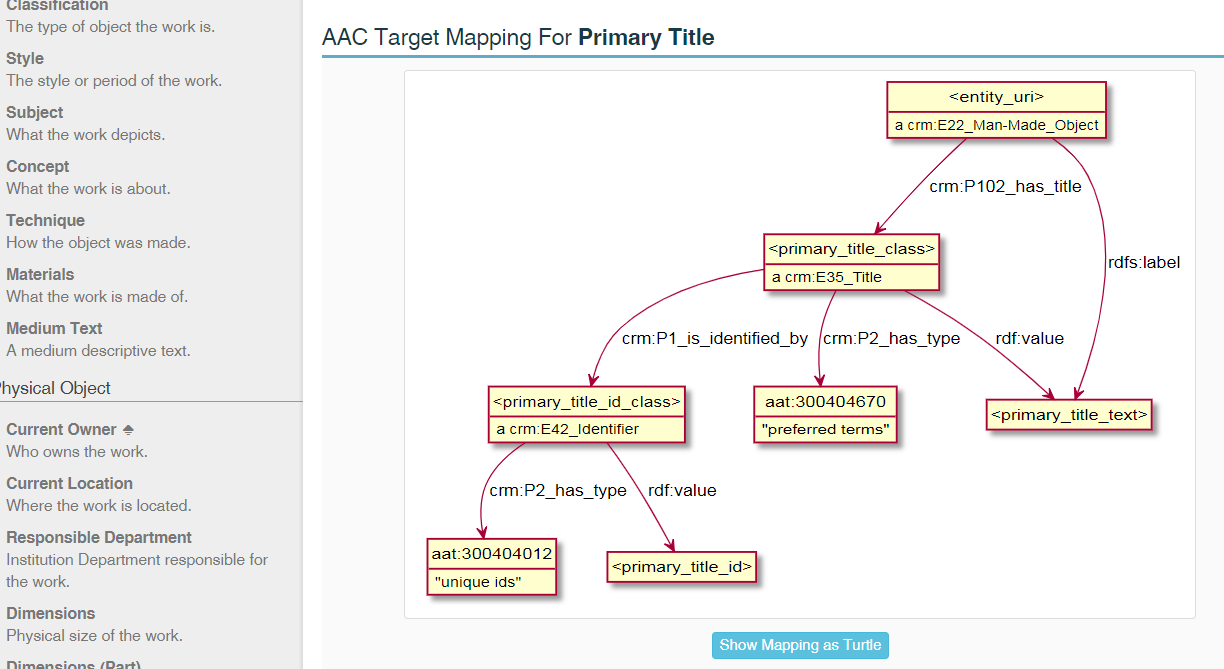 Classification
The type of object the work is.
Style
The style or period of the work.
Subject
What the work depicts.
Concept
What the work is about.
Technique
How the object was made.
Materials
What the work is made of.
Medium Text
A medium descriptive text.
Physical Object
Current Owner
Who owns the work.
Current Location
Where the work is located.
Responsible Department
Institution Department responsible for
the work.
Dimensions
Physical size of the work.
Dimensions (Part)
AAC Target Mapping For Primary Title
<entity_uri>
a crm:E22_Man-Made_Object
crm:P102_has_title
rdfs:label
<primary_title_class>
a crm:E35_Title
crm:P1_is_identified_by
crm:P2_has_type
rdf:value
<primary_title_id_class>
a crm:E42_Identifier
aat:300404670
"preferred terms"
<primary_title_text>
crm:P2_has_type
rdf:value
aat:300404012
"unique ids"
<primary_title_id>
Show Mapping as Turtle